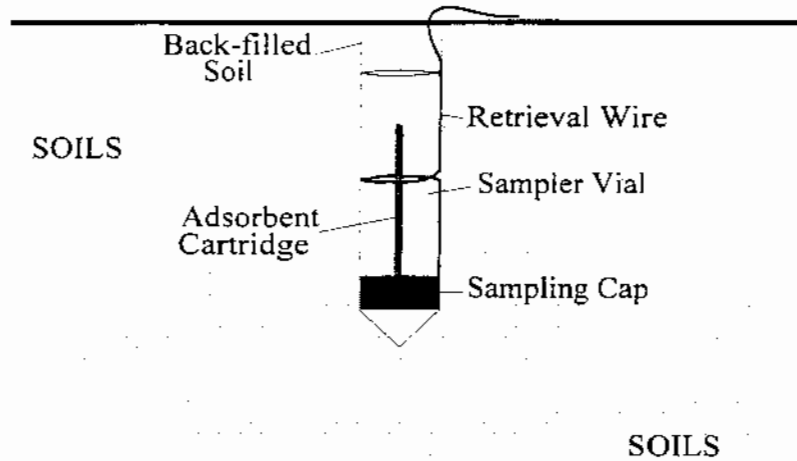 Back-filled
Soil
Retrieval Wire
SOILS
Sampler Vial
Adsorbent
Cartridge
Sampling Cap
SOILS